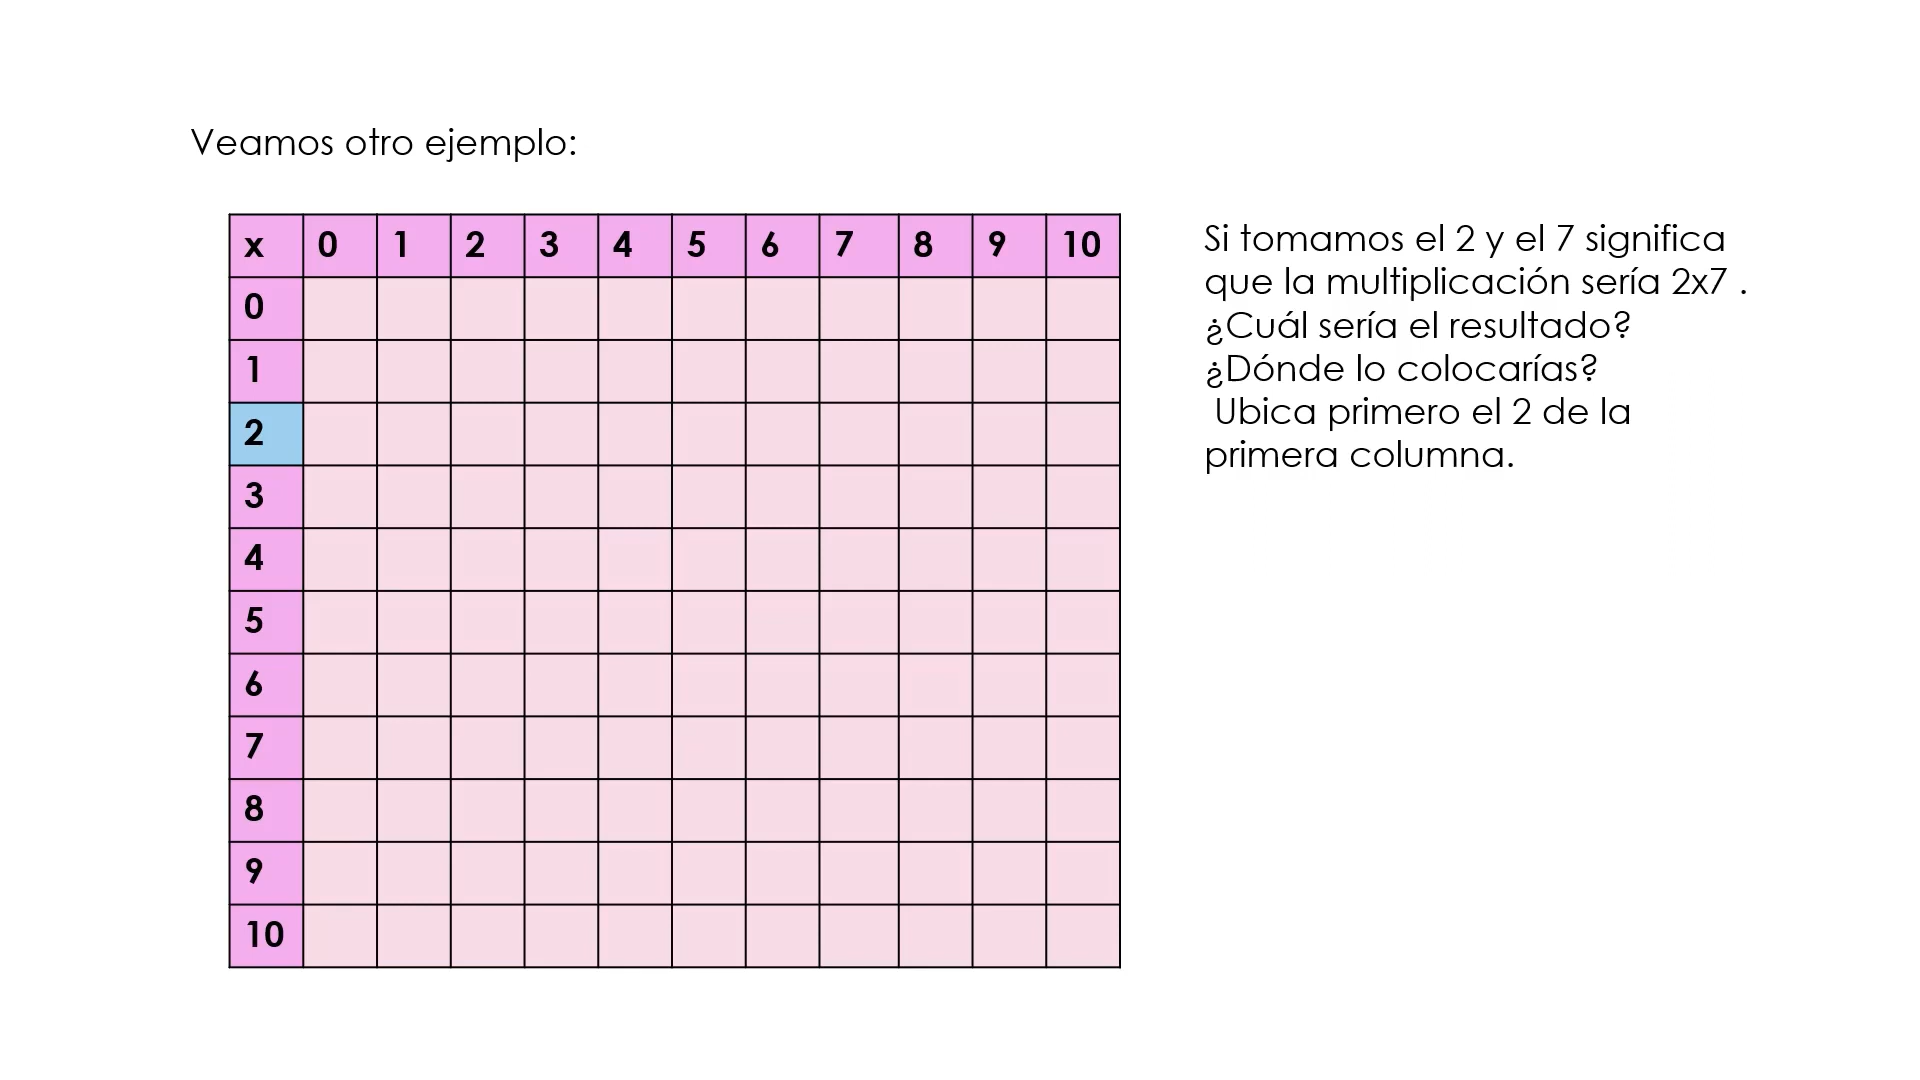 Veamos otro ejemplo:
x 0 1 2 3 4 5 6 7 8 9 10
0
1
2
3
4
5
6
7
8
9
10
Si tomamos el 2 y el 7 significa
que la multiplicación sería 2x7 .
¿Cuál sería el resultado?
¿Dónde lo colocarías?
Ubica primero el 2 de la
primera columna.